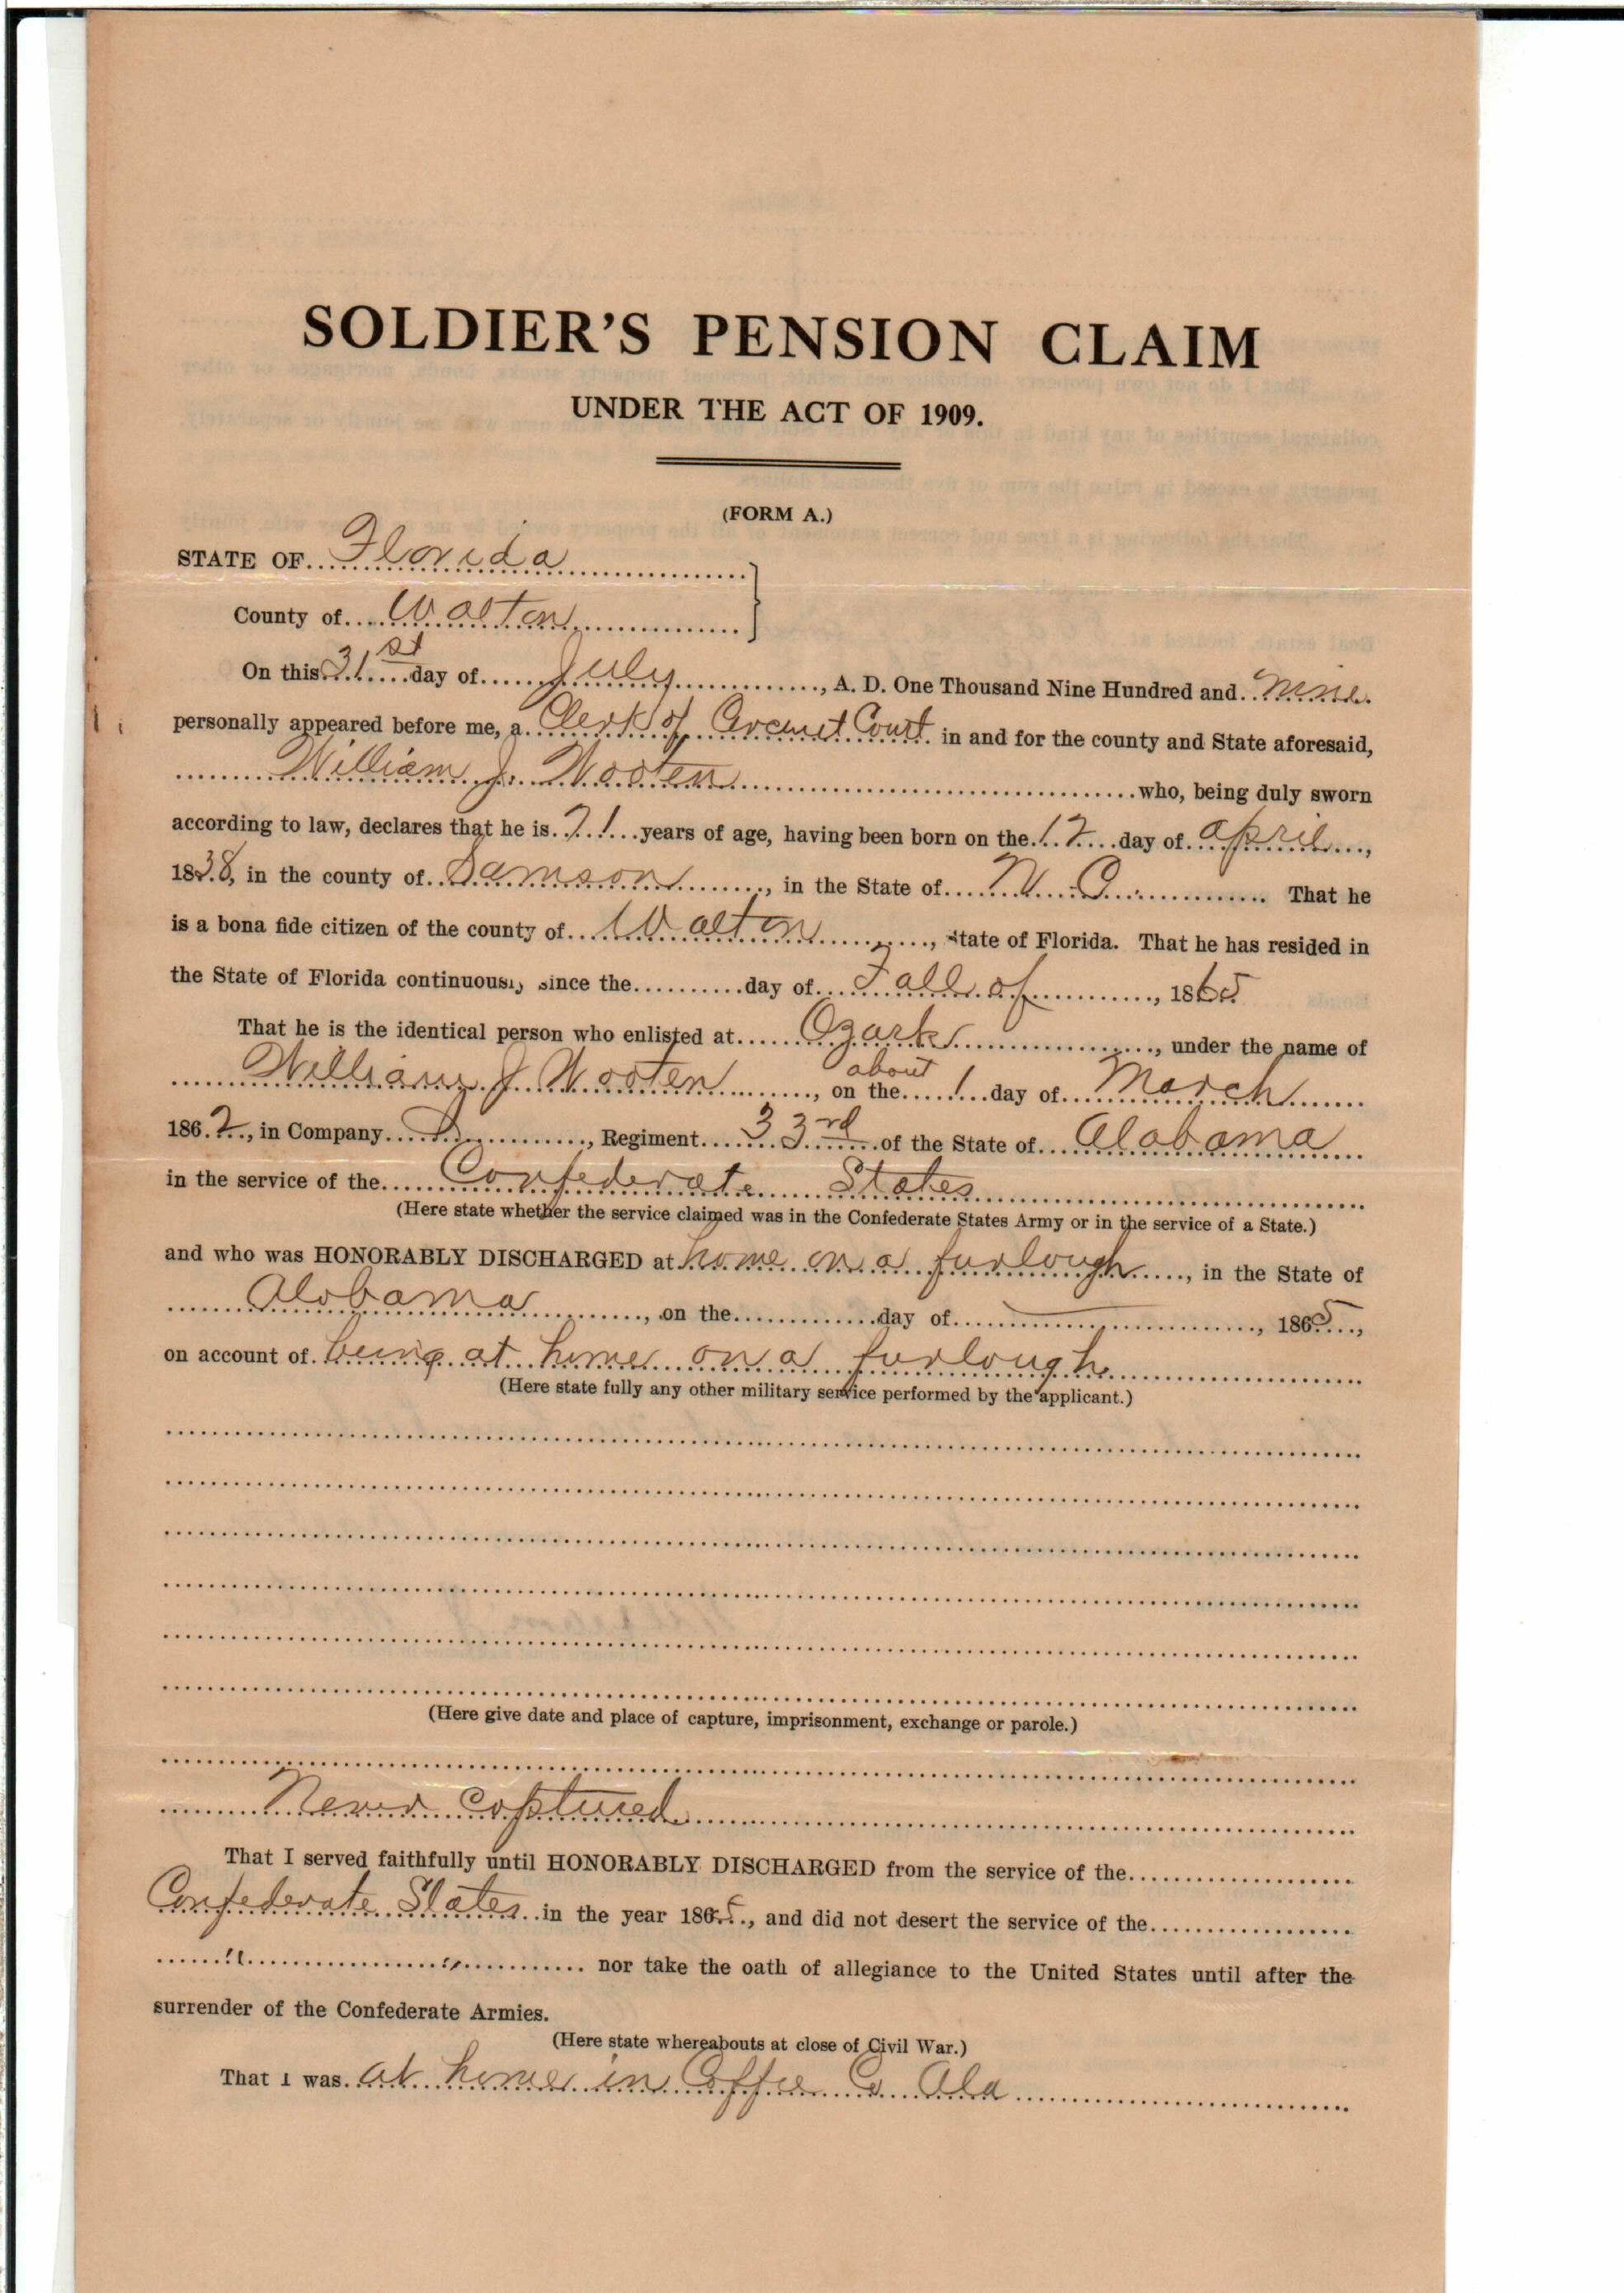 SOLDIER'S PENSION CLAIM
UNDER THE ACT OF 1909.
(FORM A.)
STATE OF Florida
County of Walton
On this 31st day of July, A. D. One Thousand Nine Hundred and Nine
personally appeared before me, a Clerk of Circuit Court in and for the county and State aforesaid,
William J. Wooten who, being duly sworn
according to law, declares that he is 71 years of age, having been born on the 12 day of April,
1838, in the county of Samson, in the State of N. C. That he
is a bona fide citizen of the county of Walton, State of Florida. That he has resided in
the State of Florida continuously since the day of Fall of, 1865
That he is the identical person who enlisted at Ozark, under the name of
William J Wooten, on the about 1 day of March
1862, in Company, Regiment 33rd of the State of Alabama
in the service of the Confederate States
(Here state whether the service claimed was in the Confederate States Army or in the service of a State.)
and who was HONORABLY DISCHARGED at home on a furlough, in the State of
Alabama, on the day of, 1865,
on account of being at home on a furlough
(Here state fully any other military service performed by the applicant.)
(Here give date and place of capture, imprisonment, exchange or parole.)
Never captured
That I served faithfully until HONORABLY DISCHARGED from the service of the
Confederate States in the year 1865, and did not desert the service of the
" " nor take the oath of allegiance to the United States until after the
surrender of the Confederate Armies.
(Here state whereabouts at close of Civil War.)
That I was at home in Coffee Co Ala